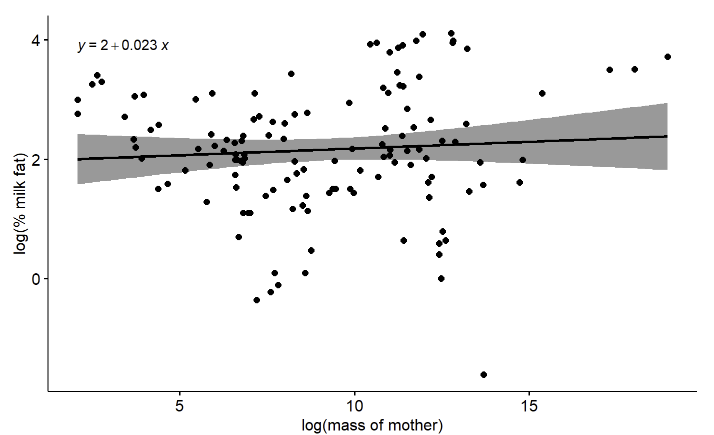 y = 2 + 0.023 x
4
2
0
log(% milk fat)
5 10 15
log(mass of mother)